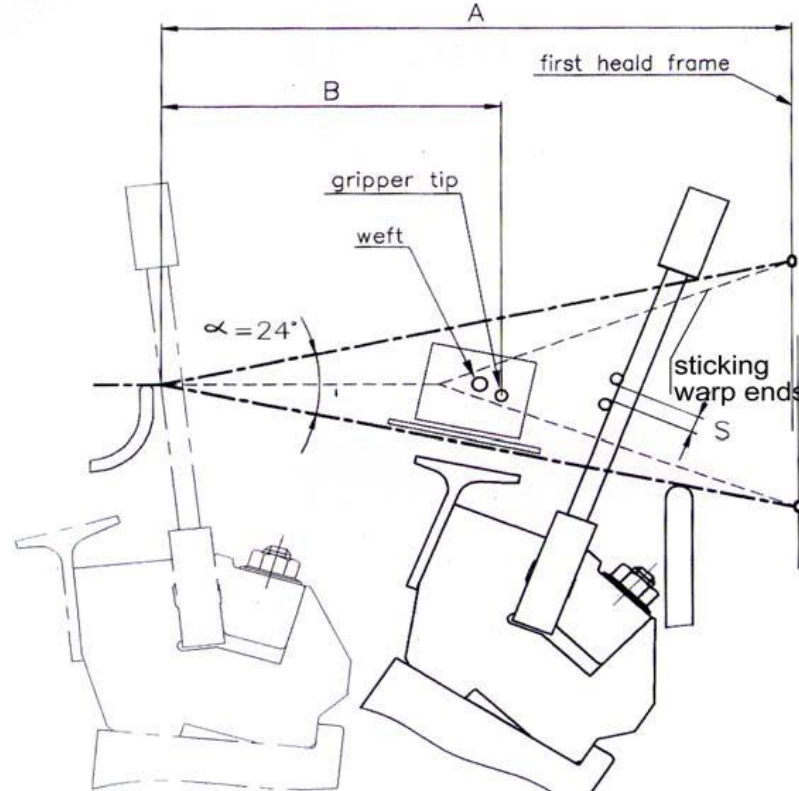 A
first heald frame
B
gripper tip
weft
∝=24°
sticking
warp ends
S